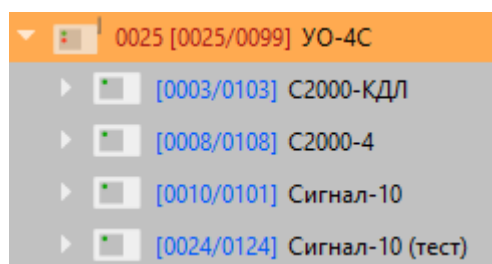 0025 [0025/0099] УО-4С
[0003/0103] С2000-КДЛ
[0008/0108] С2000-4
[0010/0101] Сигнал-10
[0024/0124] Сигнал-10 (тест)